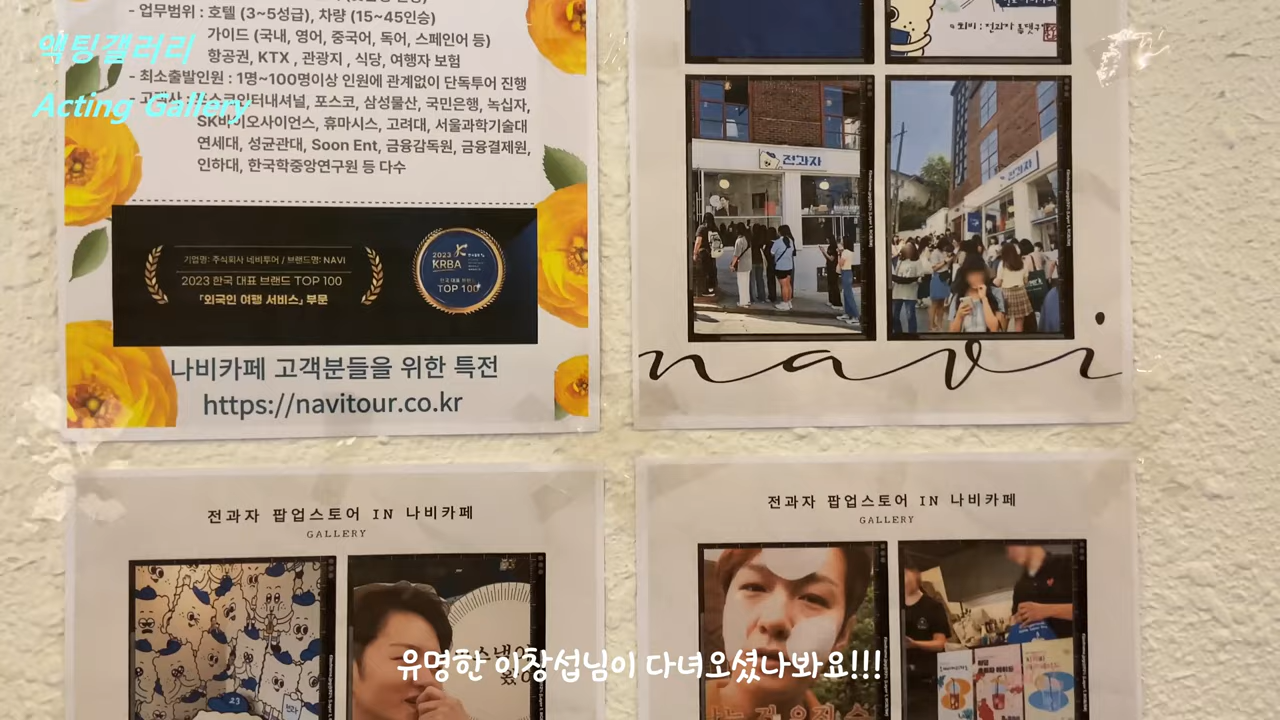 액팅갤러리
Acting Gallery
- 업무범위 : 호텔 (3~5성급), 차량 (15~45인승)
가이드 (국내, 영어, 중국어, 독어, 스페인어 등)
항공권, KTX , 관광지 , 식당, 여행자 보험
- 최소출발인원 : 1명~100명이상 인원에 관계없이 단독투어 진행
포스코, 삼성물산, 국민은행, 녹십자,
SK바이오사이언스, 휴마시스, 고려대, 서울과학기술대
연세대, 성균관대, Soon Ent, 금융감독원, 금융결제원,
인하대, 한국학중앙연구원 등 다수
기업명: 주식회사 네비투어 / 브랜드명: NAVI
2023 한국 대표 브랜드 TOP 100
「외국인 여행 서비스」 부문
2023
KRBA
TOP 100
나비카페 고객분들을 위한 특전
https://navitour.co.kr
전과자
전과자
navi
전과자 팝업스토어 IN 나비카페
GALLERY
전과자 팝업스토어 IN 나비카페
GALLERY
유명한 이창섭님이 다녀오셨나봐요!!!